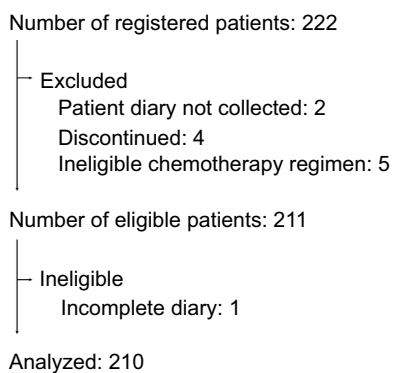 Number of registered patients: 222
Excluded
Patient diary not collected: 2
Discontinued: 4
Ineligible chemotherapy regimen: 5
Number of eligible patients: 211
Ineligible
Incomplete diary: 1
Analyzed: 210